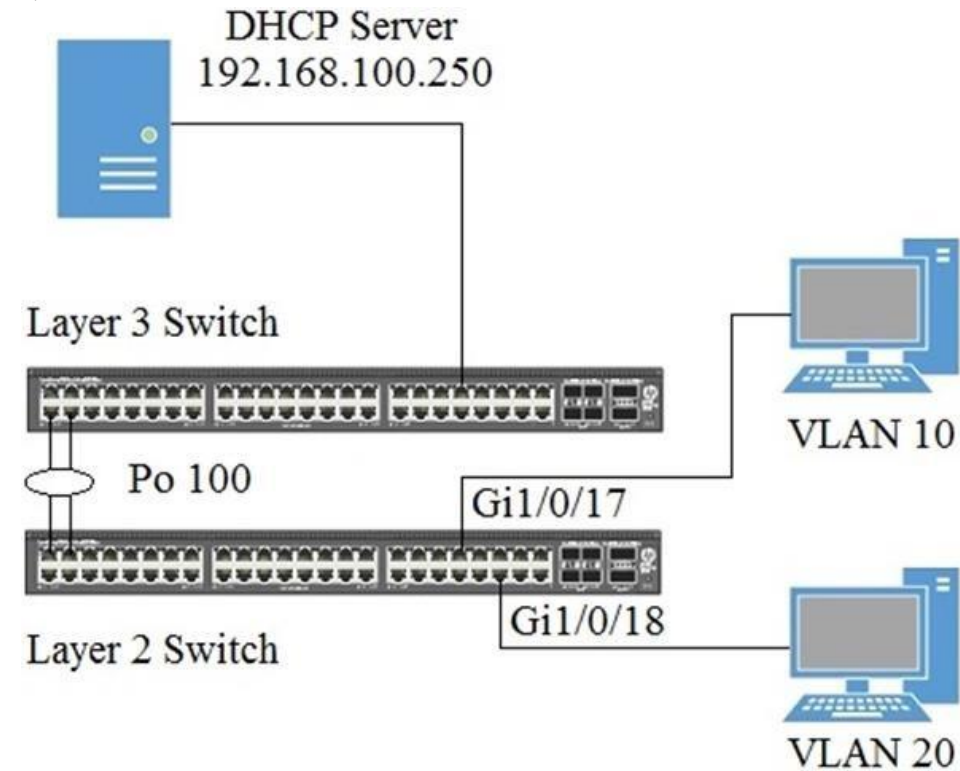 DHCP Server
192.168.100.250
Layer 3 Switch
VLAN 10
Po 100
Gi1/0/17
Gi1/0/18
Layer 2 Switch
VLAN 20